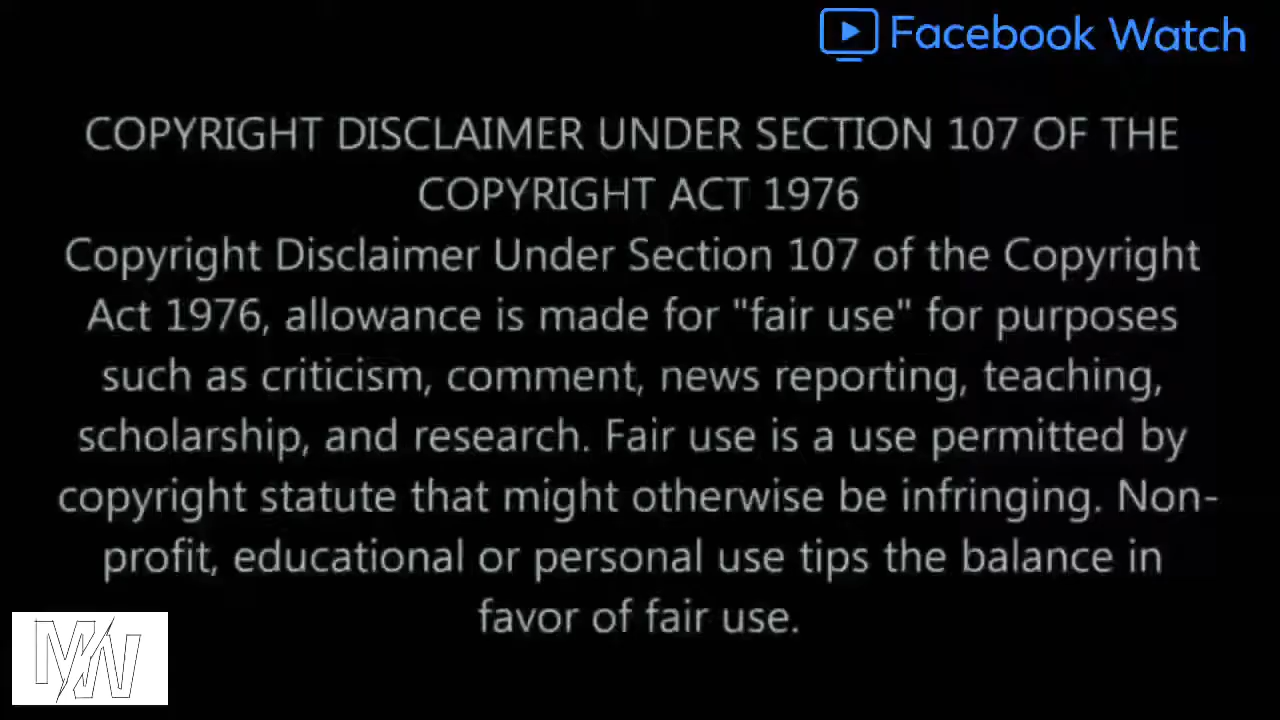 Facebook Watch
COPYRIGHT DISCLAIMER UNDER SECTION 107 OF THE
COPYRIGHT ACT 1976
Copyright Disclaimer Under Section 107 of the Copyright
Act 1976, allowance is made for "fair use" for purposes
such as criticism, comment, news reporting, teaching,
scholarship, and research. Fair use is a use permitted by
copyright statute that might otherwise be infringing. Non-
profit, educational or personal use tips the balance in
favor of fair use.
MN